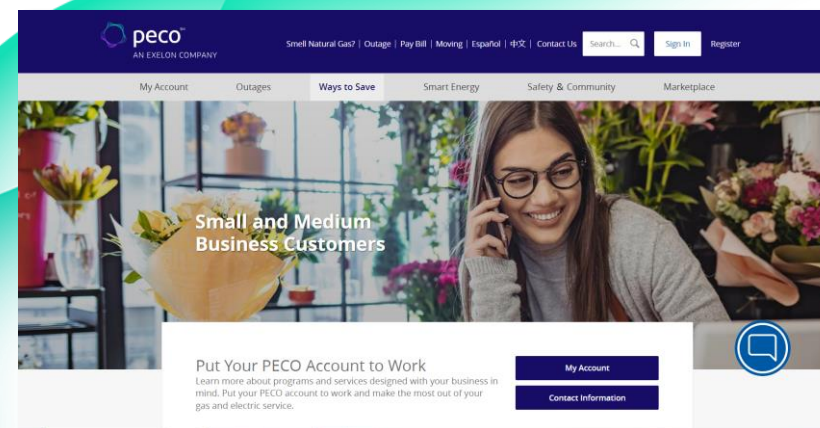 peco
AN EXELON COMPANY
Smell Natural Gas? | Outage | Pay Bill | Moving | Español | 中文 | Contact Us
Search...
Sign In
Register
My Account
Outages
Ways to Save
Smart Energy
Safety & Community
Marketplace
Small and Medium
Business Customers
Put Your PECO Account to Work
Learn more about programs and services designed with your business in
mind. Put your PECO account to work and make the most out of your
gas and electric service.
My Account
Contact Information